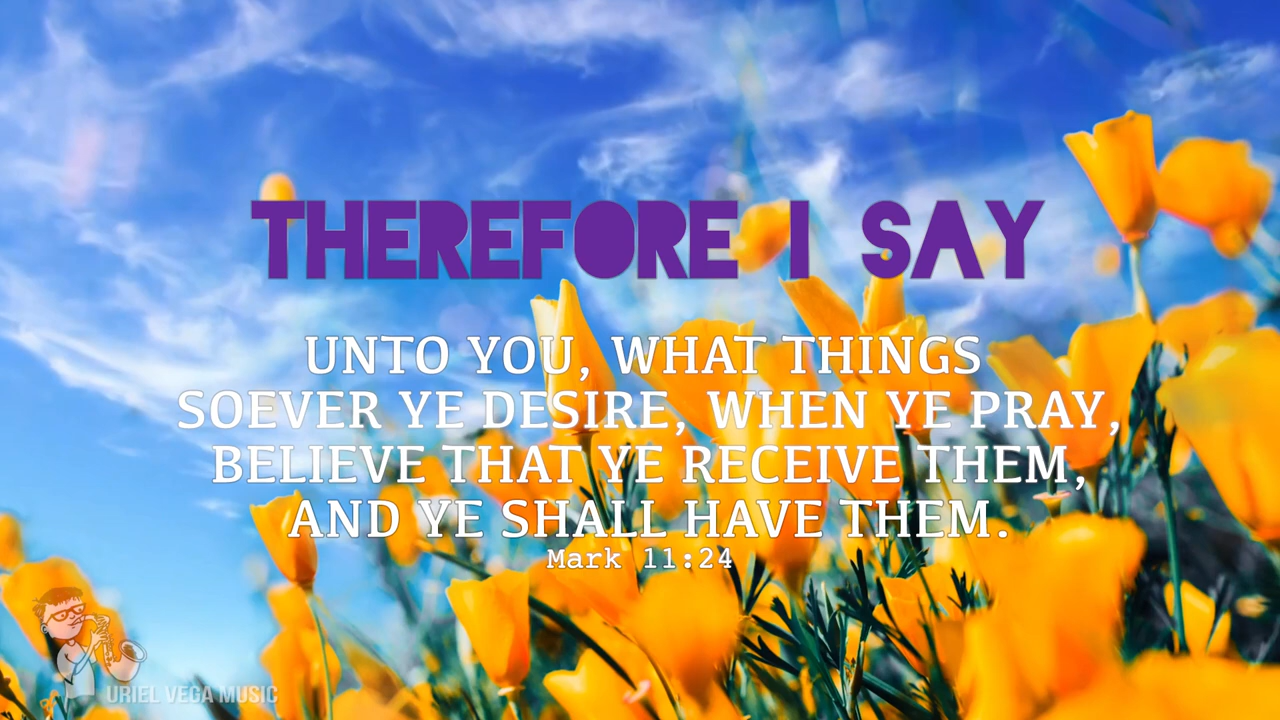 THEREFORE I SAY
UNTO YOU, WHAT THINGS
SOEVER YE DESIRE, WHEN YE PRAY,
BELIEVE THAT YE RECEIVE THEM,
AND YE SHALL HAVE THEM.
Mark 11:24
URIEL VEGA MUSIC